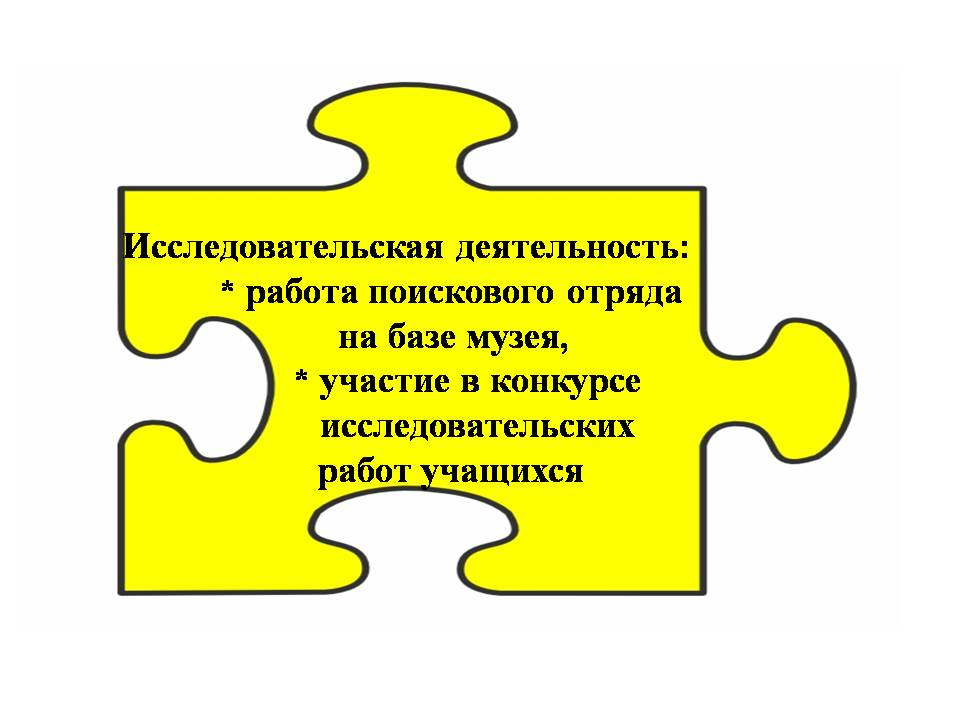 Исследовательская деятельность:
* работа поискового отряда
на базе музея,
* участие в конкурсе
исследовательских
работ учащихся